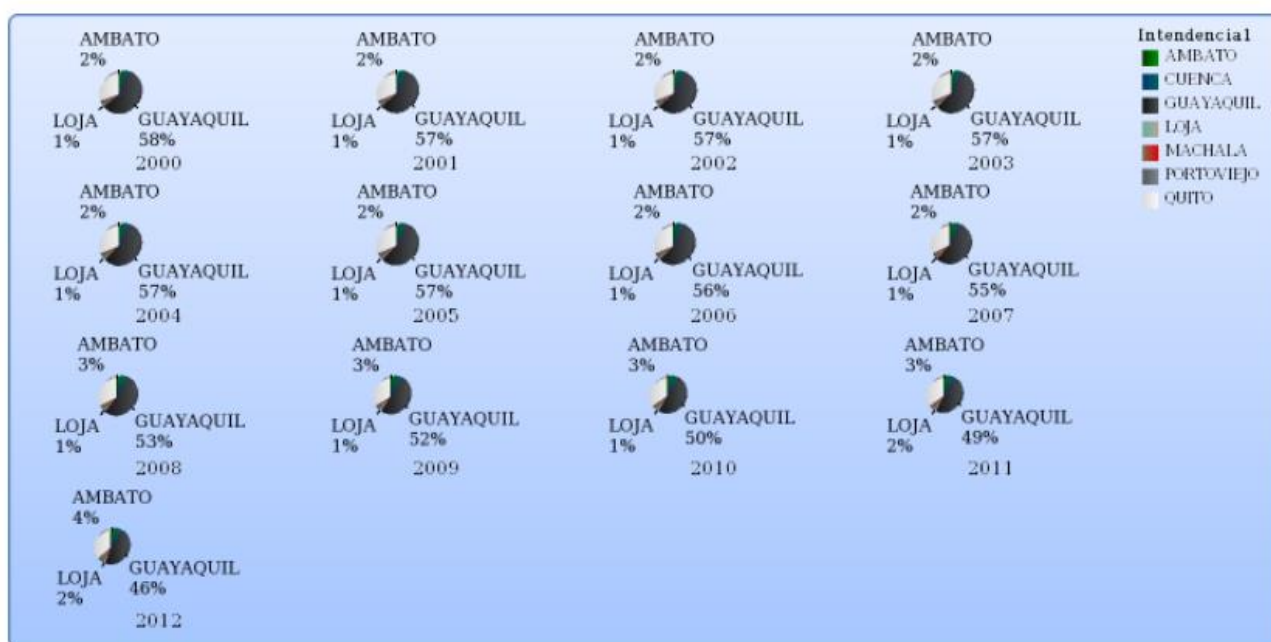 AMBATO
2%
LOJA
1%
GUAYAQUIL
58%
2000
AMBATO
2%
LOJA
1%
GUAYAQUIL
57%
2001
AMBATO
2%
LOJA
1%
GUAYAQUIL
57%
2002
AMBATO
2%
LOJA
1%
GUAYAQUIL
57%
2003
Intendencia1
AMBATO
CUENCA
GUAYAQUIL
LOJA
MACHALA
PORTOVIEJO
QUITO
AMBATO
2%
LOJA
1%
GUAYAQUIL
57%
2004
AMBATO
2%
LOJA
1%
GUAYAQUIL
57%
2005
AMBATO
2%
LOJA
1%
GUAYAQUIL
56%
2006
AMBATO
2%
LOJA
1%
GUAYAQUIL
55%
2007
AMBATO
3%
LOJA
1%
GUAYAQUIL
53%
2008
AMBATO
3%
LOJA
1%
GUAYAQUIL
52%
2009
AMBATO
3%
LOJA
1%
GUAYAQUIL
50%
2010
AMBATO
3%
LOJA
2%
GUAYAQUIL
49%
2011
AMBATO
4%
LOJA
2%
GUAYAQUIL
46%
2012